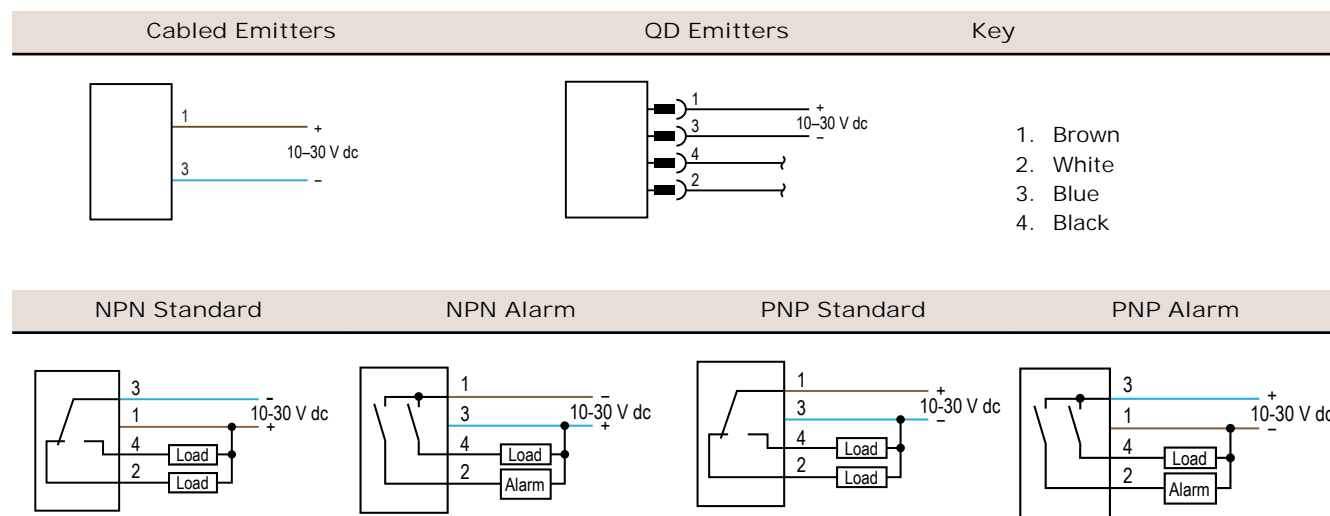 Cabled Emitters QD Emitters Key
1
+
10–30 V dc
3
–
1
+
10–30 V dc
3
–
4
2
1. Brown
2. White
3. Blue
4. Black
NPN Standard NPN Alarm PNP Standard PNP Alarm
3
–
10-30 V dc
1
+
4
Load
2
Load
1
–
10-30 V dc
3
+
4
Load
2
Alarm
1
+
10-30 V dc
3
–
4
Load
2
Load
3
+
10-30 V dc
1
–
4
Load
2
Alarm